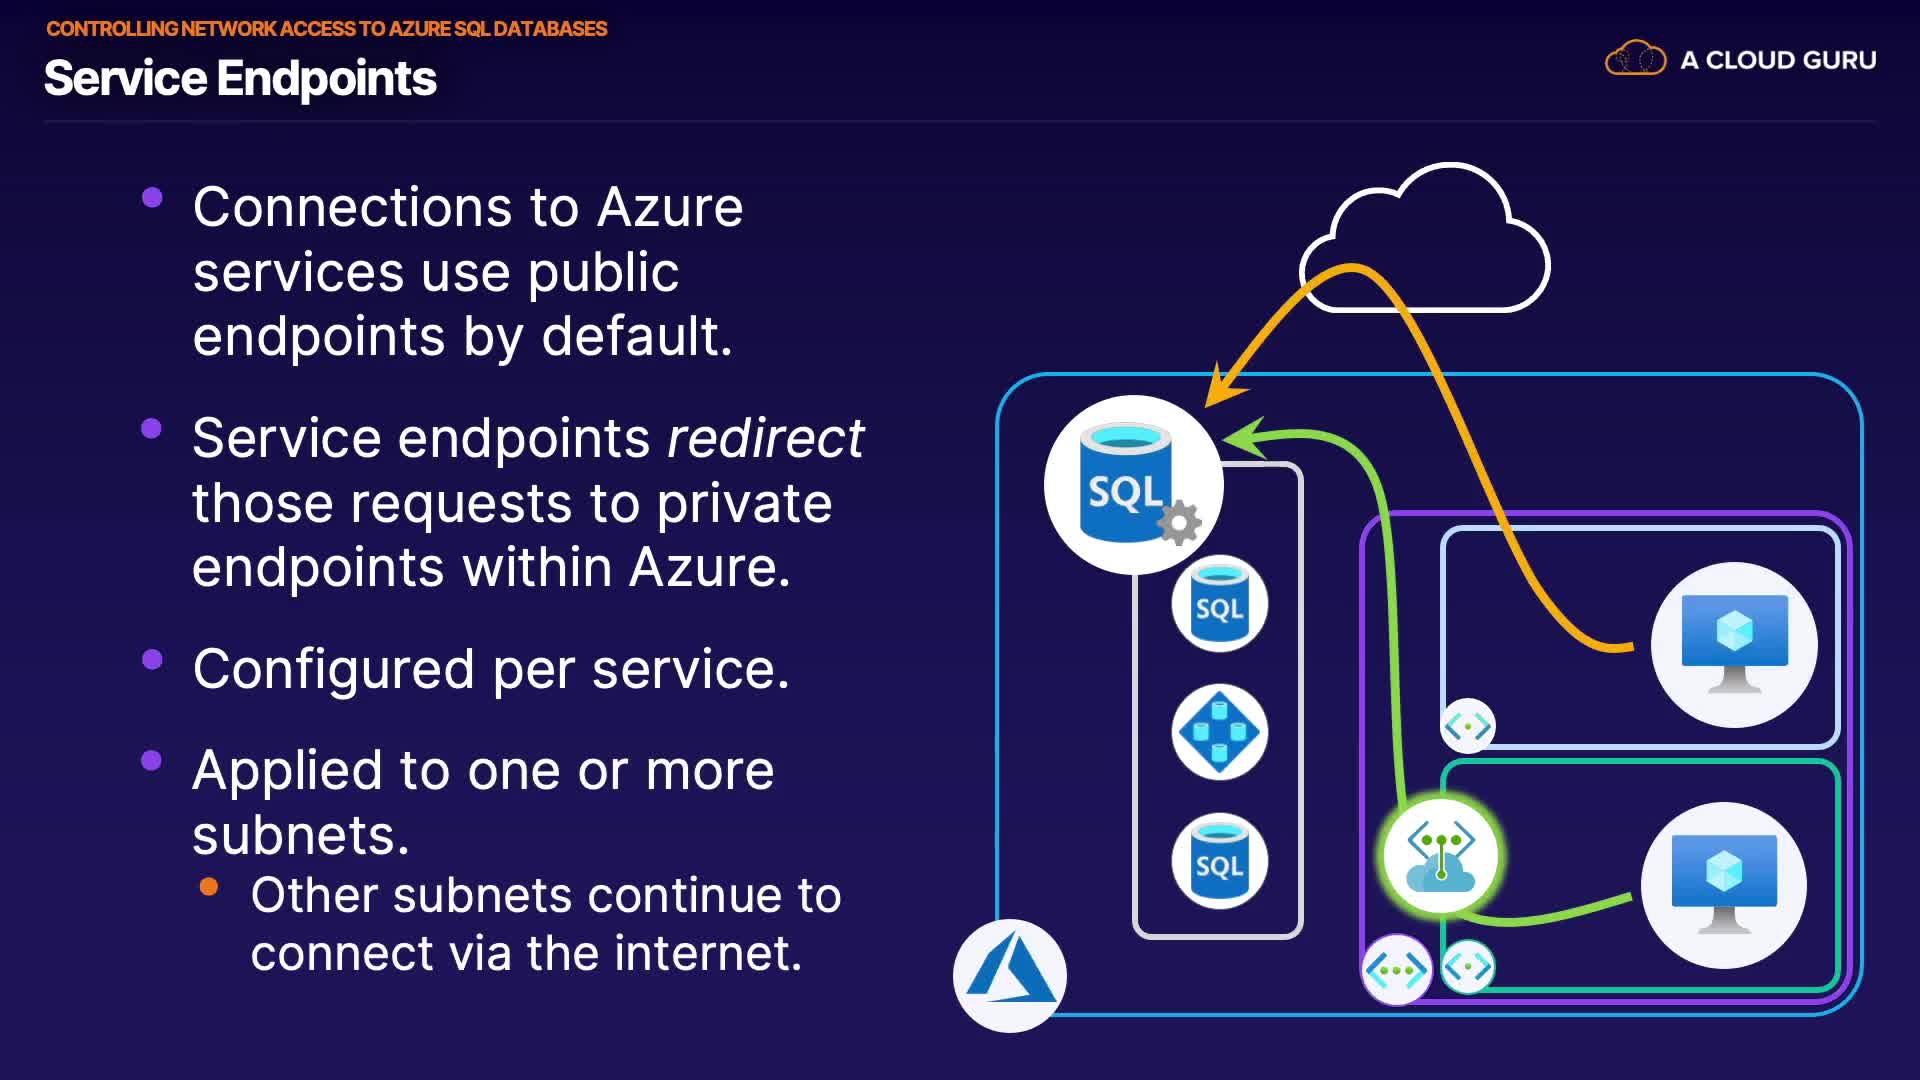 CONTROLLING NETWORK ACCESS TO AZURE SQL DATABASES
Service Endpoints
A CLOUD GURU
Connections to Azure
services use public
endpoints by default.
Service endpoints redirect
those requests to private
endpoints within Azure.
Configured per service.
Applied to one or more
subnets.
Other subnets continue to
connect via the internet.
SQL
SQL
SQL